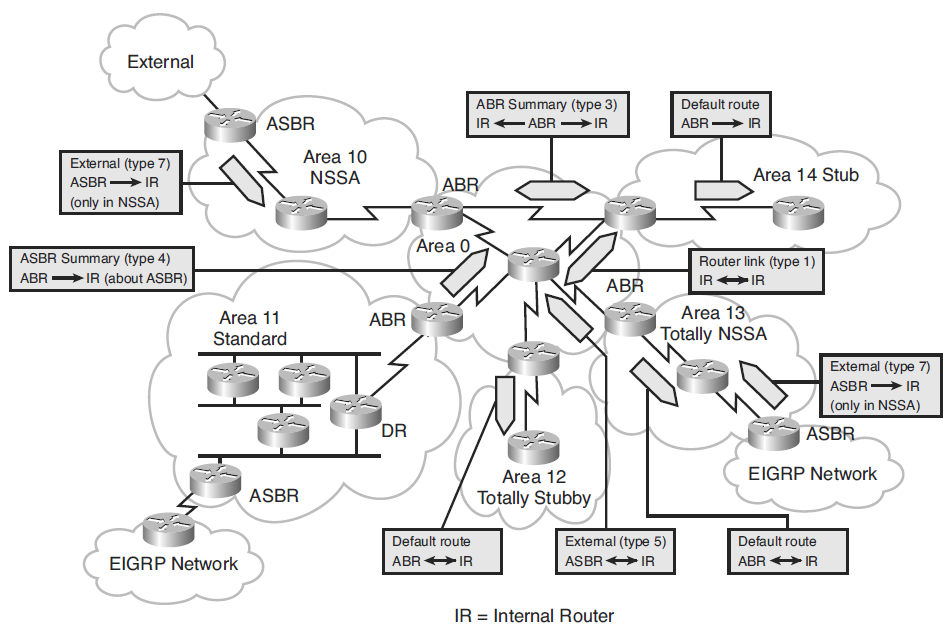 External
ASBR
Area 10
NSSA
External (type 7)
ASBR → IR
(only in NSSA)
ABR Summary (type 3)
IR ← ABR → IR
Default route
ABR → IR
Area 14 Stub
ABR
Area 0
ASBR Summary (type 4)
ABR → IR (about ASBR)
Router link (type 1)
IR ↔ IR
ABR
ABR
Area 13
Totally NSSA
Area 11
Standard
DR
External (type 7)
ASBR → IR
(only in NSSA)
ASBR
EIGRP Network
Area 12
Totally Stubby
ASBR
EIGRP Network
Default route
ABR ↔ IR
External (type 5)
ASBR ↔ IR
Default route
ABR ↔ IR
IR = Internal Router